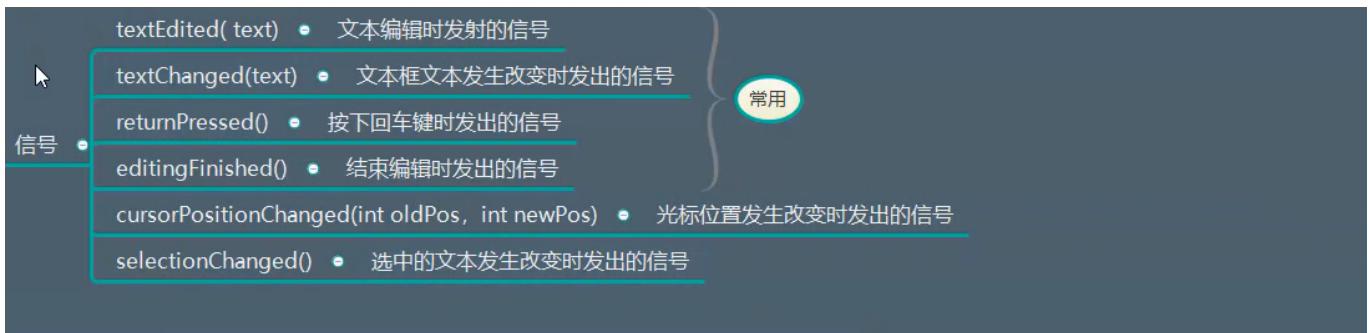 textEdited( text) 文本编辑时发射的信号
textChanged(text) 文本框文本发生改变时发出的信号
常用
returnPressed() 按下回车键时发出的信号
信号
editingFinished() 结束编辑时发出的信号
cursorPositionChanged(int oldPos，int newPos) 光标位置发生改变时发出的信号
selectionChanged() 选中的文本发生改变时发出的信号